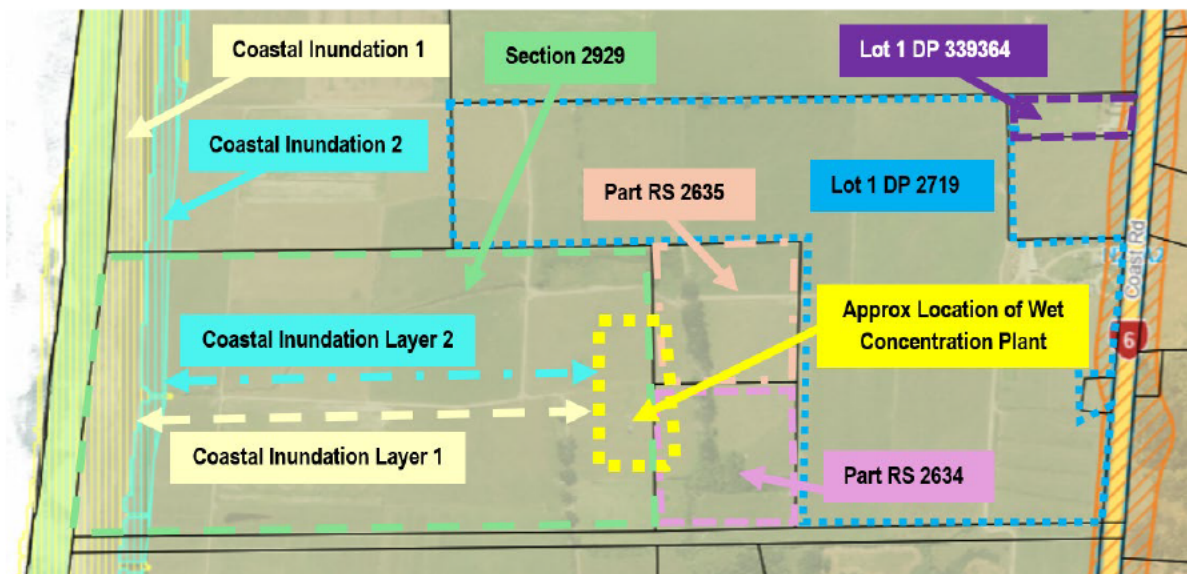 Coastal Inundation 1
Section 2929
Lot 1 DP 339364
Coastal Inundation 2
Part RS 2635
Lot 1 DP 2719
Coast Rd
Approx Location of Wet
Concentration Plant
6
Coastal Inundation Layer 2
Coastal Inundation Layer 1
Part RS 2634